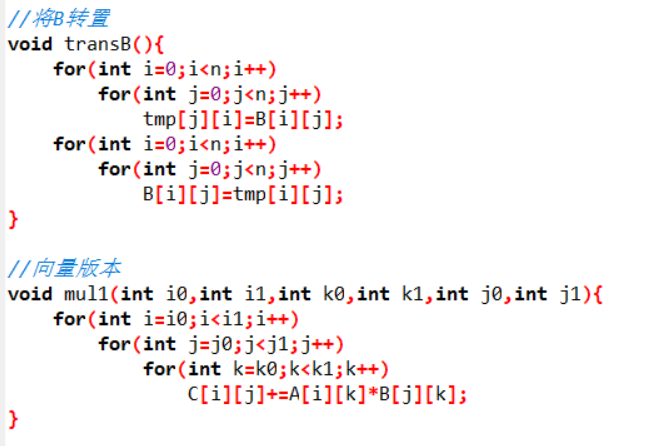 //将B转置
void transB(){
    for(int i=0;i<n;i++)
        for(int j=0;j<n;j++)
            tmp[j][i]=B[i][j];
    for(int i=0;i<n;i++)
        for(int j=0;j<n;j++)
            B[i][j]=tmp[i][j];
}

//向量版本
void mul1(int i0,int i1,int k0,int k1,int j0,int j1){
    for(int i=i0;i<i1;i++)
        for(int j=j0;j<j1;j++)
            for(int k=k0;k<k1;k++)
                C[i][j]+=A[i][k]*B[j][k];
}